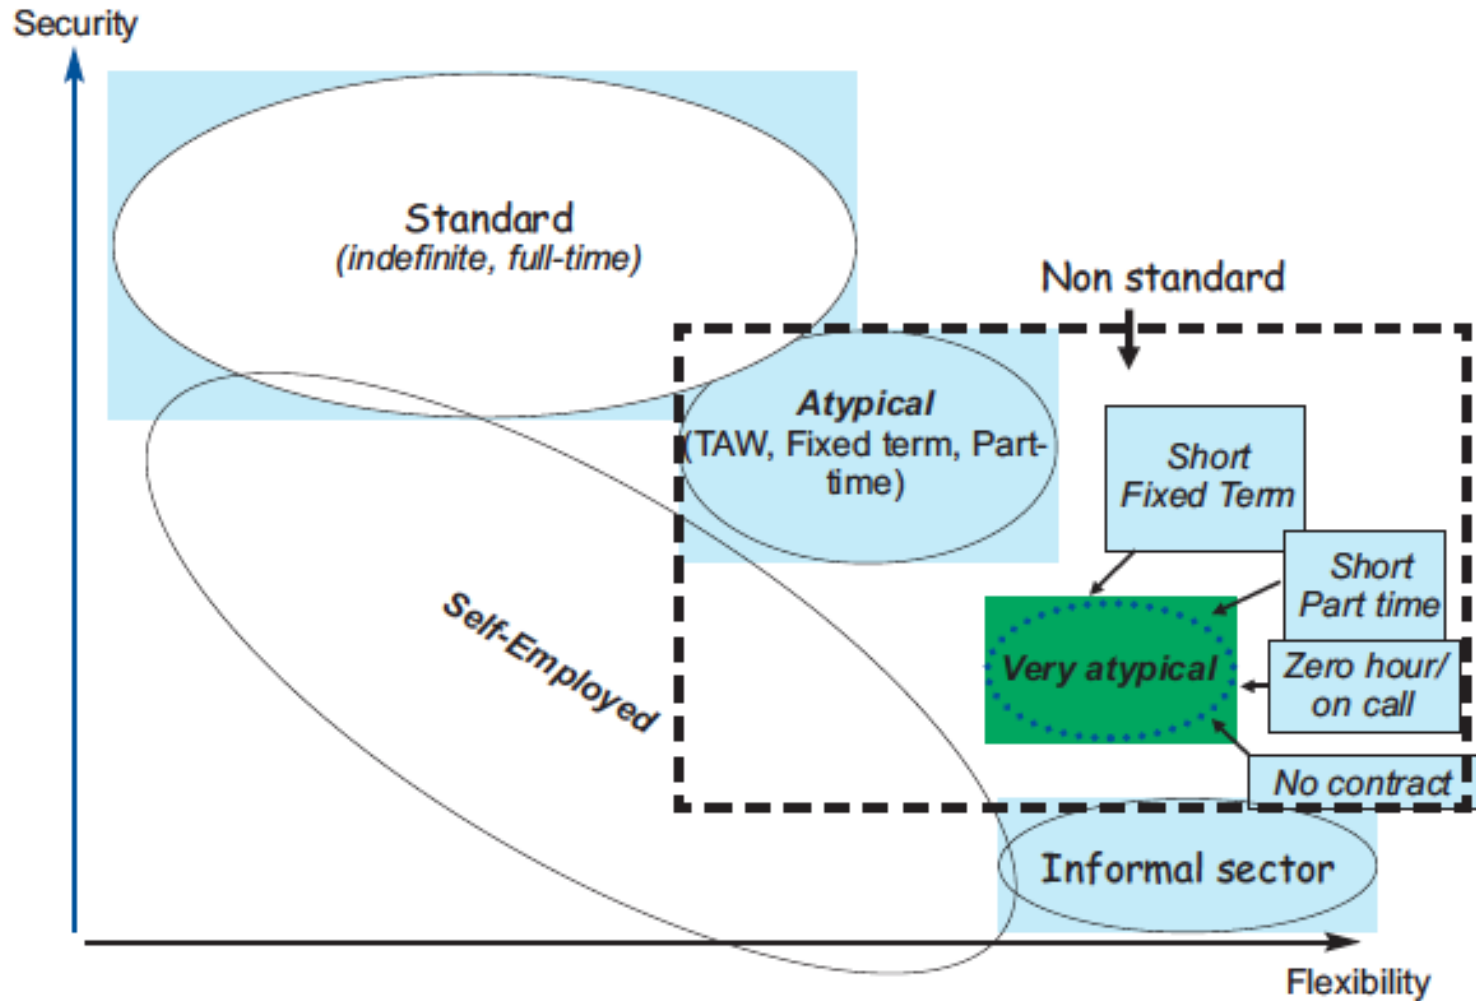 Security
Standard
(indefinite, full-time)
Non standard
Atypical
(TAW, Fixed term, Part-
time)
Short
Fixed Term
Short
Part time
Self-Employed
Very atypical
Zero hour/
on call
No contract
Informal sector
Flexibility